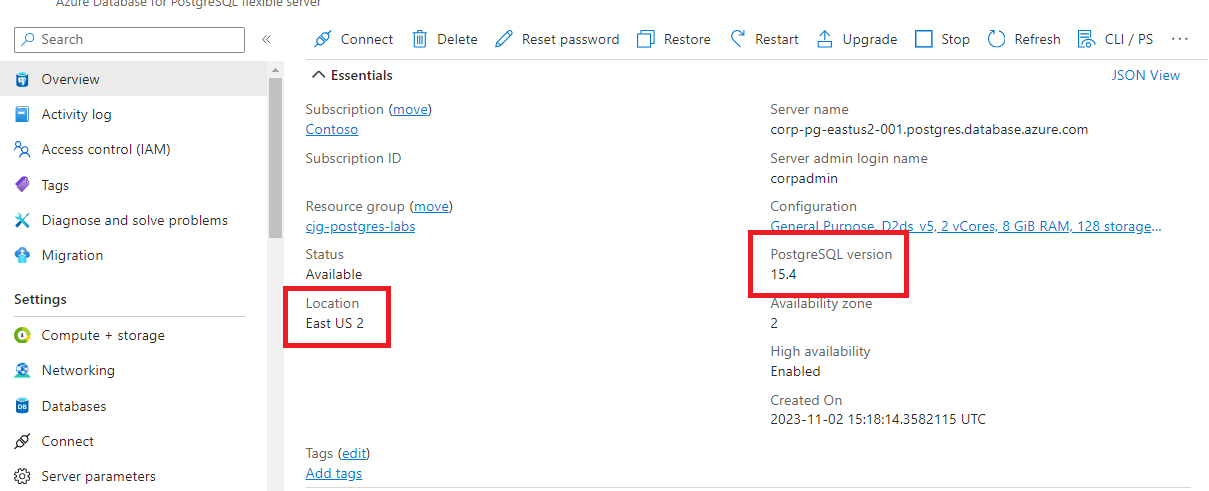 Azure Database for PostgreSQL flexible server
Search
Connect
Delete
Reset password
Restore
Restart
Upgrade
Stop
Refresh
CLI / PS
Overview
Activity log
Access control (IAM)
Tags
Diagnose and solve problems
Migration
Settings
Compute + storage
Networking
Databases
Connect
Server parameters
Essentials
JSON View
Subscription (move)
Contoso
Subscription ID
Resource group (move)
cjg-postgres-labs
Status
Available
Location
East US 2
Server name
corp-pg-eastus2-001.postgres.database.azure.com
Server admin login name
corpadmin
Configuration
General Purpose, D2ds_v5, 2 vCores, 8 GiB RAM, 128 storage...
PostgreSQL version
15.4
Availability zone
2
High availability
Enabled
Created On
2023-11-02 15:18:14.3582115 UTC
Tags (edit)
Add tags